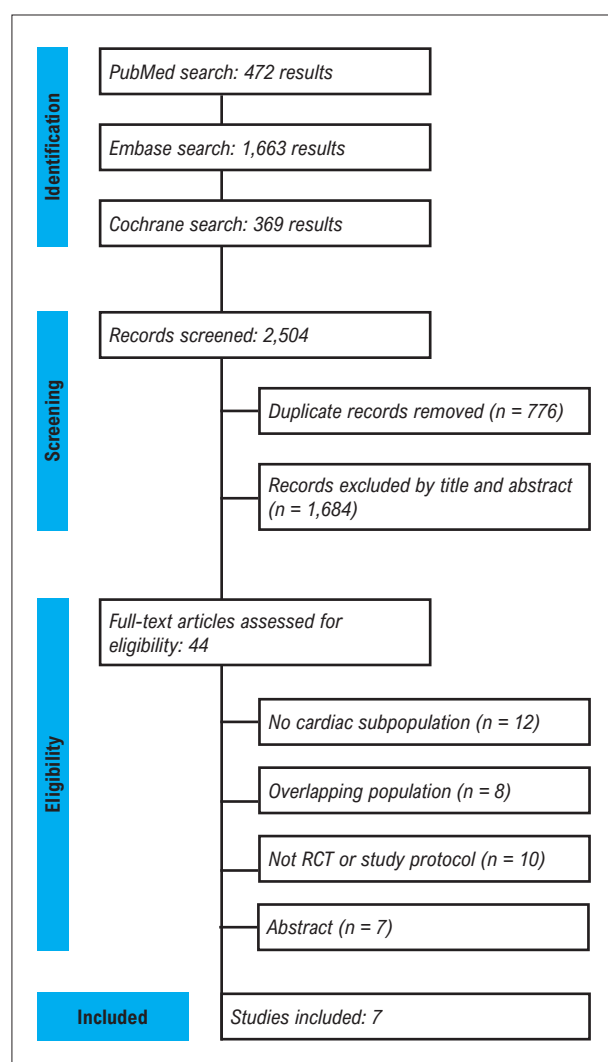 Identification
PubMed search: 472 results
Embase search: 1,663 results
Cochrane search: 369 results
Screening
Records screened: 2,504
Duplicate records removed (n = 776)
Records excluded by title and abstract
(n = 1,684)
Eligibility
Full-text articles assessed for
eligibility: 44
No cardiac subpopulation (n = 12)
Overlapping population (n = 8)
Not RCT or study protocol (n = 10)
Abstract (n = 7)
Included
Studies included: 7